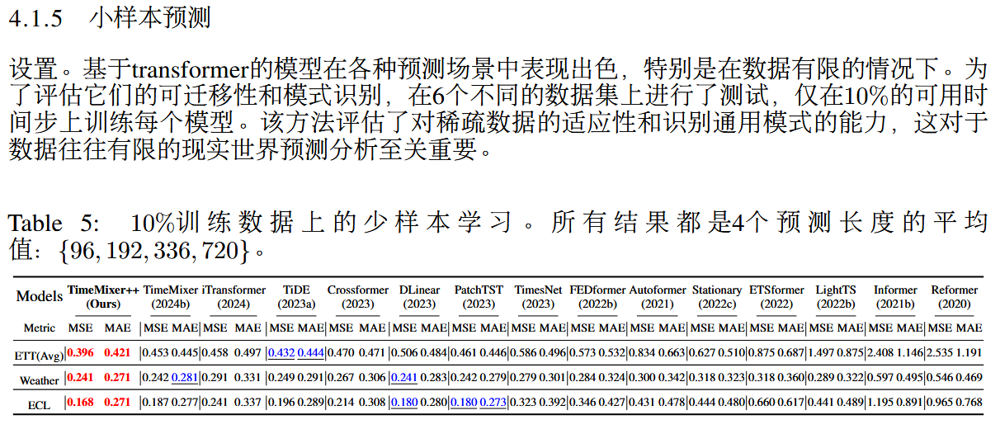 4.1.5 小样本预测
设置。基于transformer的模型在各种预测场景中表现出色，特别是在数据有限的情况下。为
了评估它们的可迁移性和模式识别，在6个不同的数据集上进行了测试，仅在10%的可用时
间步上训练每个模型。该方法评估了对稀疏数据的适应性和识别通用模式的能力，这对于
数据往往有限的现实世界预测分析至关重要。
Table 5: 10%训练数据上的少样本学习。所有结果都是4个预测长度的平均
值：{96, 192, 336, 720}。
Models TimeMixer++ TimeMixer iTransformer TiDE Crossformer DLinear PatchTST TimesNet FEDformer Autoformer Stationary ETSformer LightTS Informer Reformer
(Ours) (2024b) (2024) (2023a) (2023) (2023) (2023) (2023) (2022b) (2021) (2022c) (2022) (2022b) (2021b) (2020)
Metric MSE MAE MSE MAE MSE MAE MSE MAE MSE MAE MSE MAE MSE MAE MSE MAE MSE MAE MSE MAE MSE MAE MSE MAE MSE MAE MSE MAE MSE MAE
ETT(Avg) 0.396 0.421 0.453 0.445 0.458 0.497 0.432 0.444 0.470 0.471 0.506 0.484 0.461 0.446 0.586 0.496 0.573 0.532 0.834 0.663 0.627 0.510 0.875 0.687 1.497 0.875 2.408 1.146 2.535 1.191
Weather 0.241 0.271 0.242 0.281 0.291 0.331 0.249 0.291 0.267 0.306 0.241 0.283 0.242 0.279 0.279 0.301 0.284 0.324 0.300 0.342 0.318 0.323 0.318 0.360 0.289 0.322 0.597 0.495 0.546 0.469
ECL 0.168 0.271 0.187 0.277 0.241 0.337 0.196 0.289 0.214 0.308 0.180 0.280 0.180 0.273 0.323 0.392 0.346 0.427 0.431 0.478 0.444 0.480 0.660 0.617 0.441 0.489 1.195 0.891 0.965 0.768